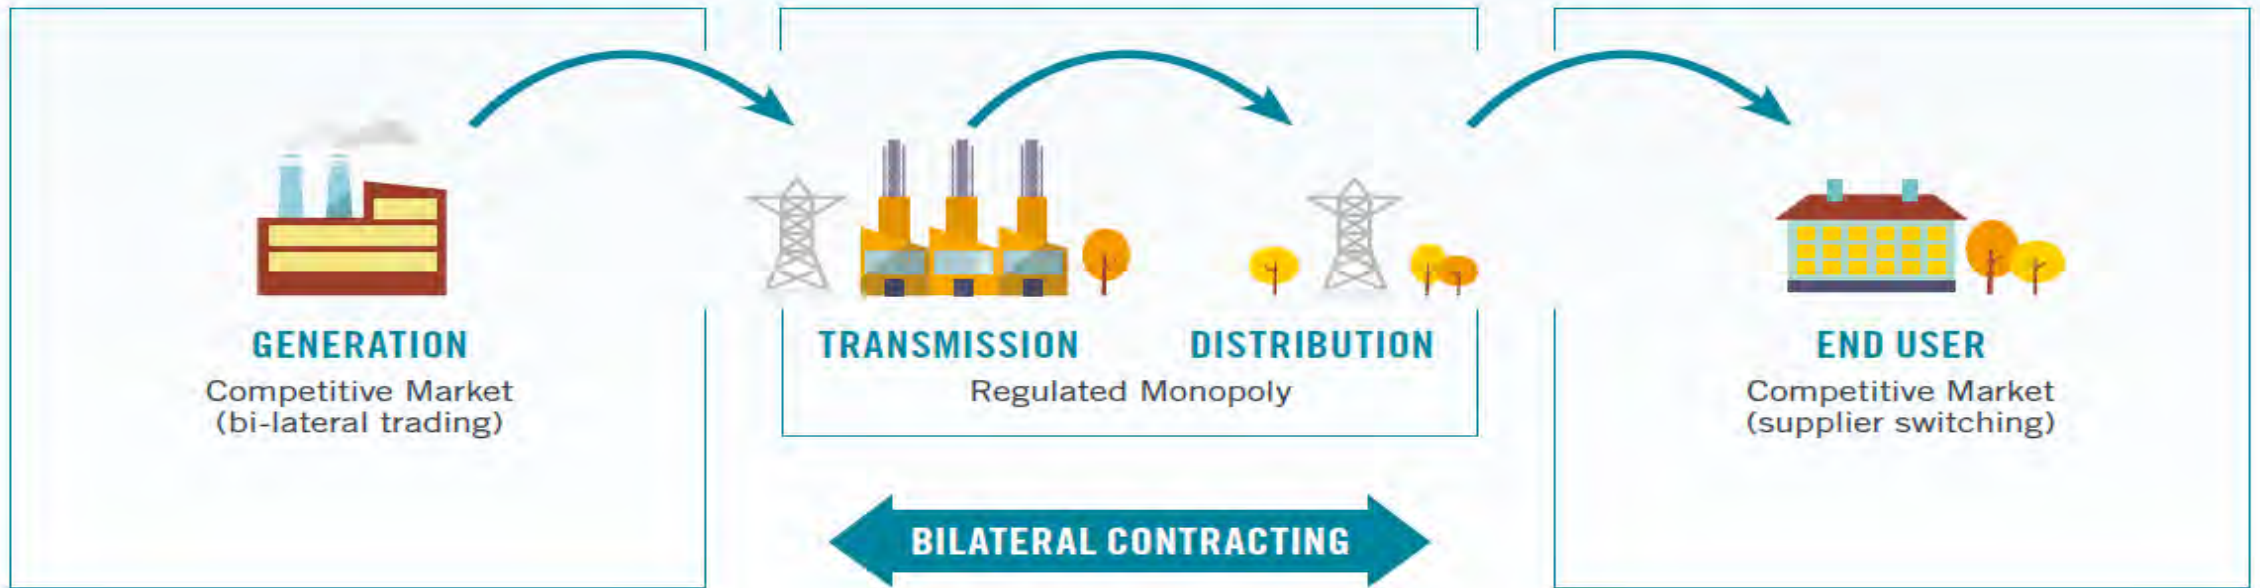 GENERATION
Competitive Market
(bi-lateral trading)
TRANSMISSION
DISTRIBUTION
Regulated Monopoly
END USER
Competitive Market
(supplier switching)
BILATERAL CONTRACTING